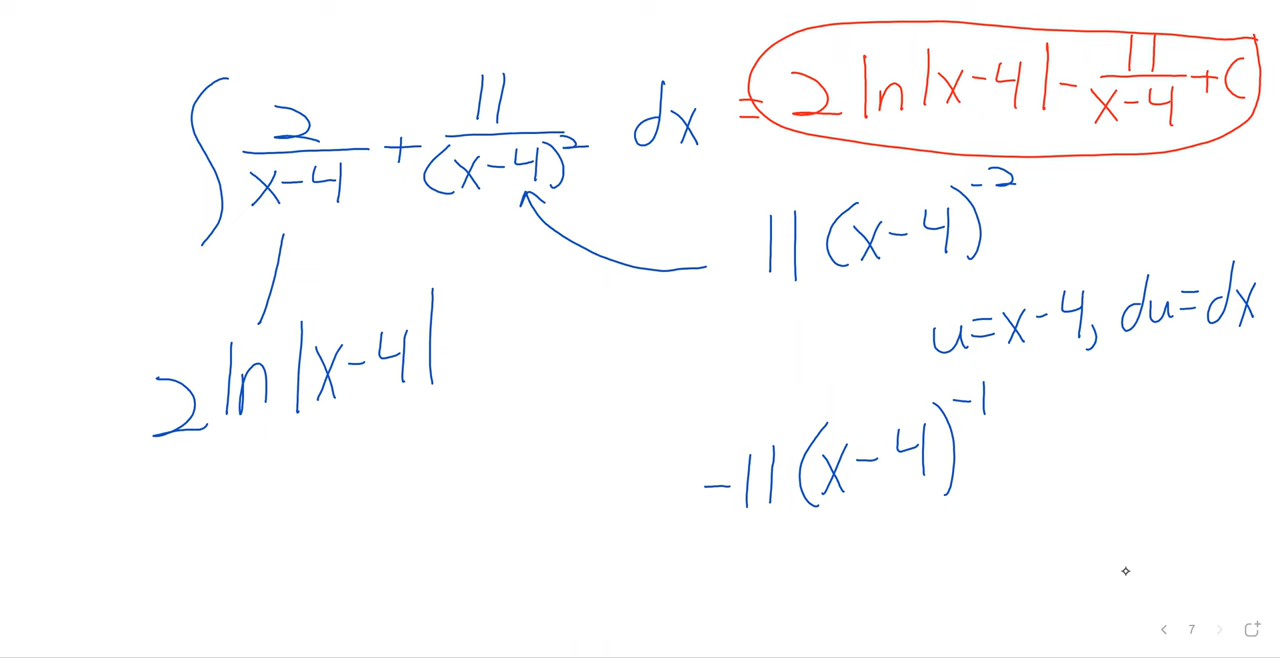 ∫ 2/(x-4) + 11/(x-4)² dx = 2 ln|x-4| - 11/(x-4) + C
11(x-4)⁻²
u=x-4, du=dx
2 ln|x-4|
-11(x-4)⁻¹
< 7 >